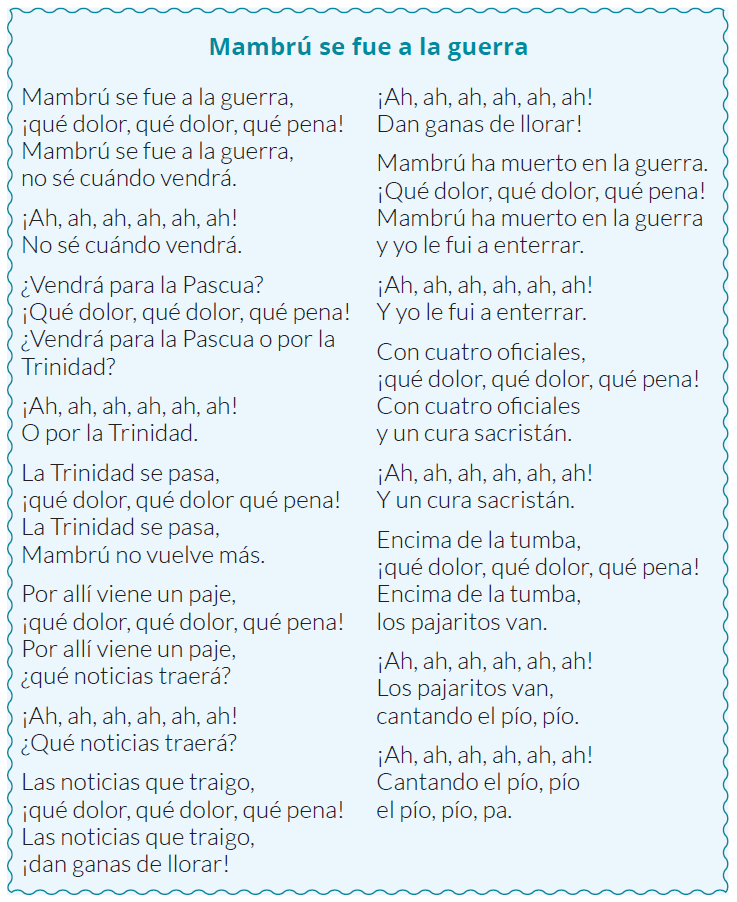 Mambrú se fue a la guerra
Mambrú se fue a la guerra,
¡qué dolor, qué dolor, qué pena!
Mambrú se fue a la guerra,
no sé cuándo vendrá.
¡Ah, ah, ah, ah, ah, ah!
No sé cuándo vendrá.
¿Vendrá para la Pascua?
¡Qué dolor, qué dolor, qué pena!
¿Vendrá para la Pascua o por la
Trinidad?
¡Ah, ah, ah, ah, ah, ah!
O por la Trinidad.
La Trinidad se pasa,
¡qué dolor, qué dolor qué pena!
La Trinidad se pasa,
Mambrú no vuelve más.
Por allí viene un paje,
¡qué dolor, qué dolor, qué pena!
Por allí viene un paje,
¿qué noticias traerá?
¡Ah, ah, ah, ah, ah, ah!
¿Qué noticias traerá?
Las noticias que traigo,
¡qué dolor, qué dolor, qué pena!
Las noticias que traigo,
¡dan ganas de llorar!
¡Ah, ah, ah, ah, ah, ah!
Dan ganas de llorar!
Mambrú ha muerto en la guerra.
¡Qué dolor, qué dolor, qué pena!
Mambrú ha muerto en la guerra
y yo le fui a enterrar.
¡Ah, ah, ah, ah, ah, ah!
Y yo le fui a enterrar.
Con cuatro oficiales,
¡qué dolor, qué dolor, qué pena!
Con cuatro oficiales
y un cura sacristán.
¡Ah, ah, ah, ah, ah, ah!
Y un cura sacristán.
Encima de la tumba,
¡qué dolor, qué dolor, qué pena!
Encima de la tumba,
los pajaritos van.
¡Ah, ah, ah, ah, ah, ah!
Los pajaritos van,
cantando el pío, pío.
¡Ah, ah, ah, ah, ah, ah!
Cantando el pío, pío
el pío, pío, pa.